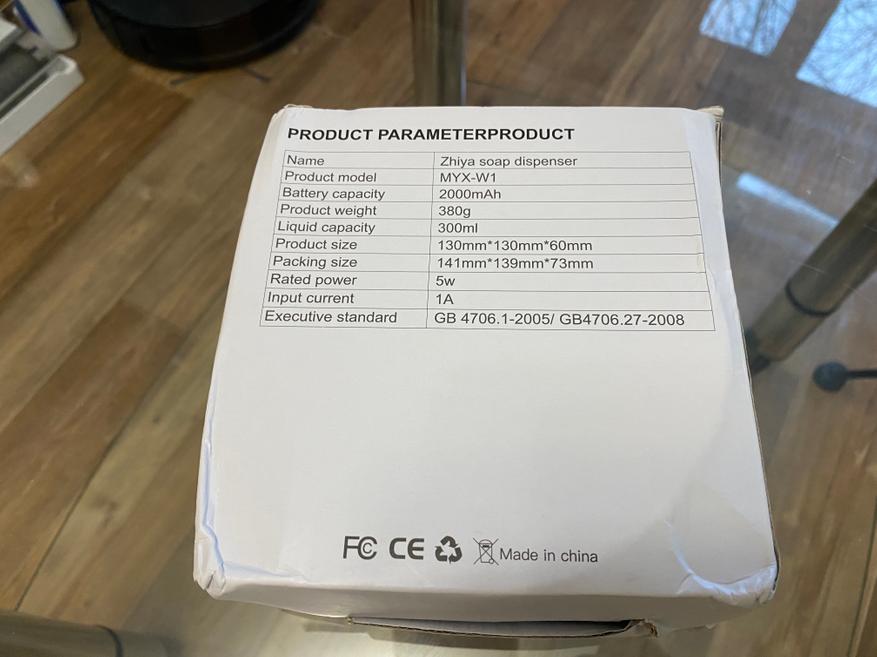 PRODUCT PARAMETERPRODUCT
Name Zhiya soap dispenser
Product model MYX-W1
Battery capacity 2000mAh
Product weight 380g
Liquid capacity 300ml
Product size 130mm*130mm*60mm
Packing size 141mm*139mm*73mm
Rated power 5w
Input current 1A
Executive standard GB 4706.1-2005/ GB4706.27-2008
FC CE Made in china